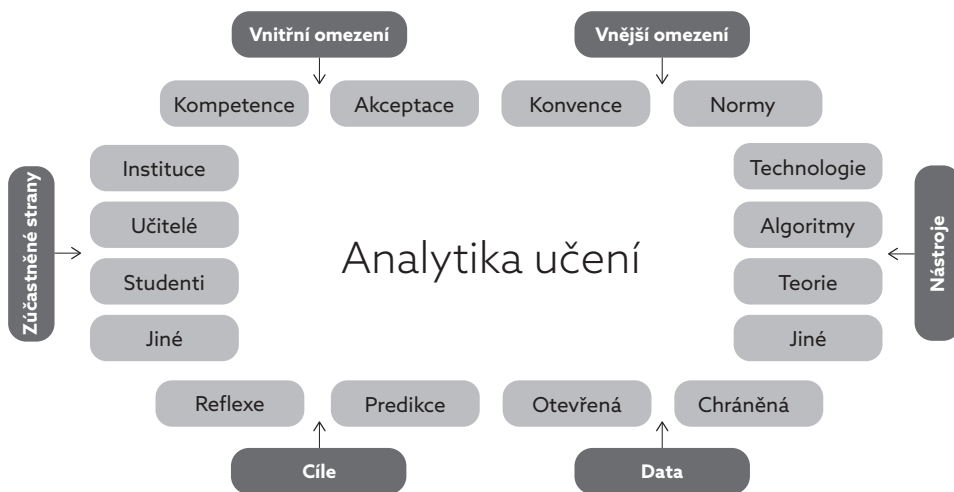 Vnitřní omezení
Vnější omezení
Kompetence
Akceptace
Konvence
Normy
Zúčastněné strany
Instituce
Učitelé
Studenti
Jiné
Analytika učení
Technologie
Algoritmy
Teorie
Jiné
Nástroje
Reflexe
Predikce
Otevřená
Chráněná
Cíle
Data